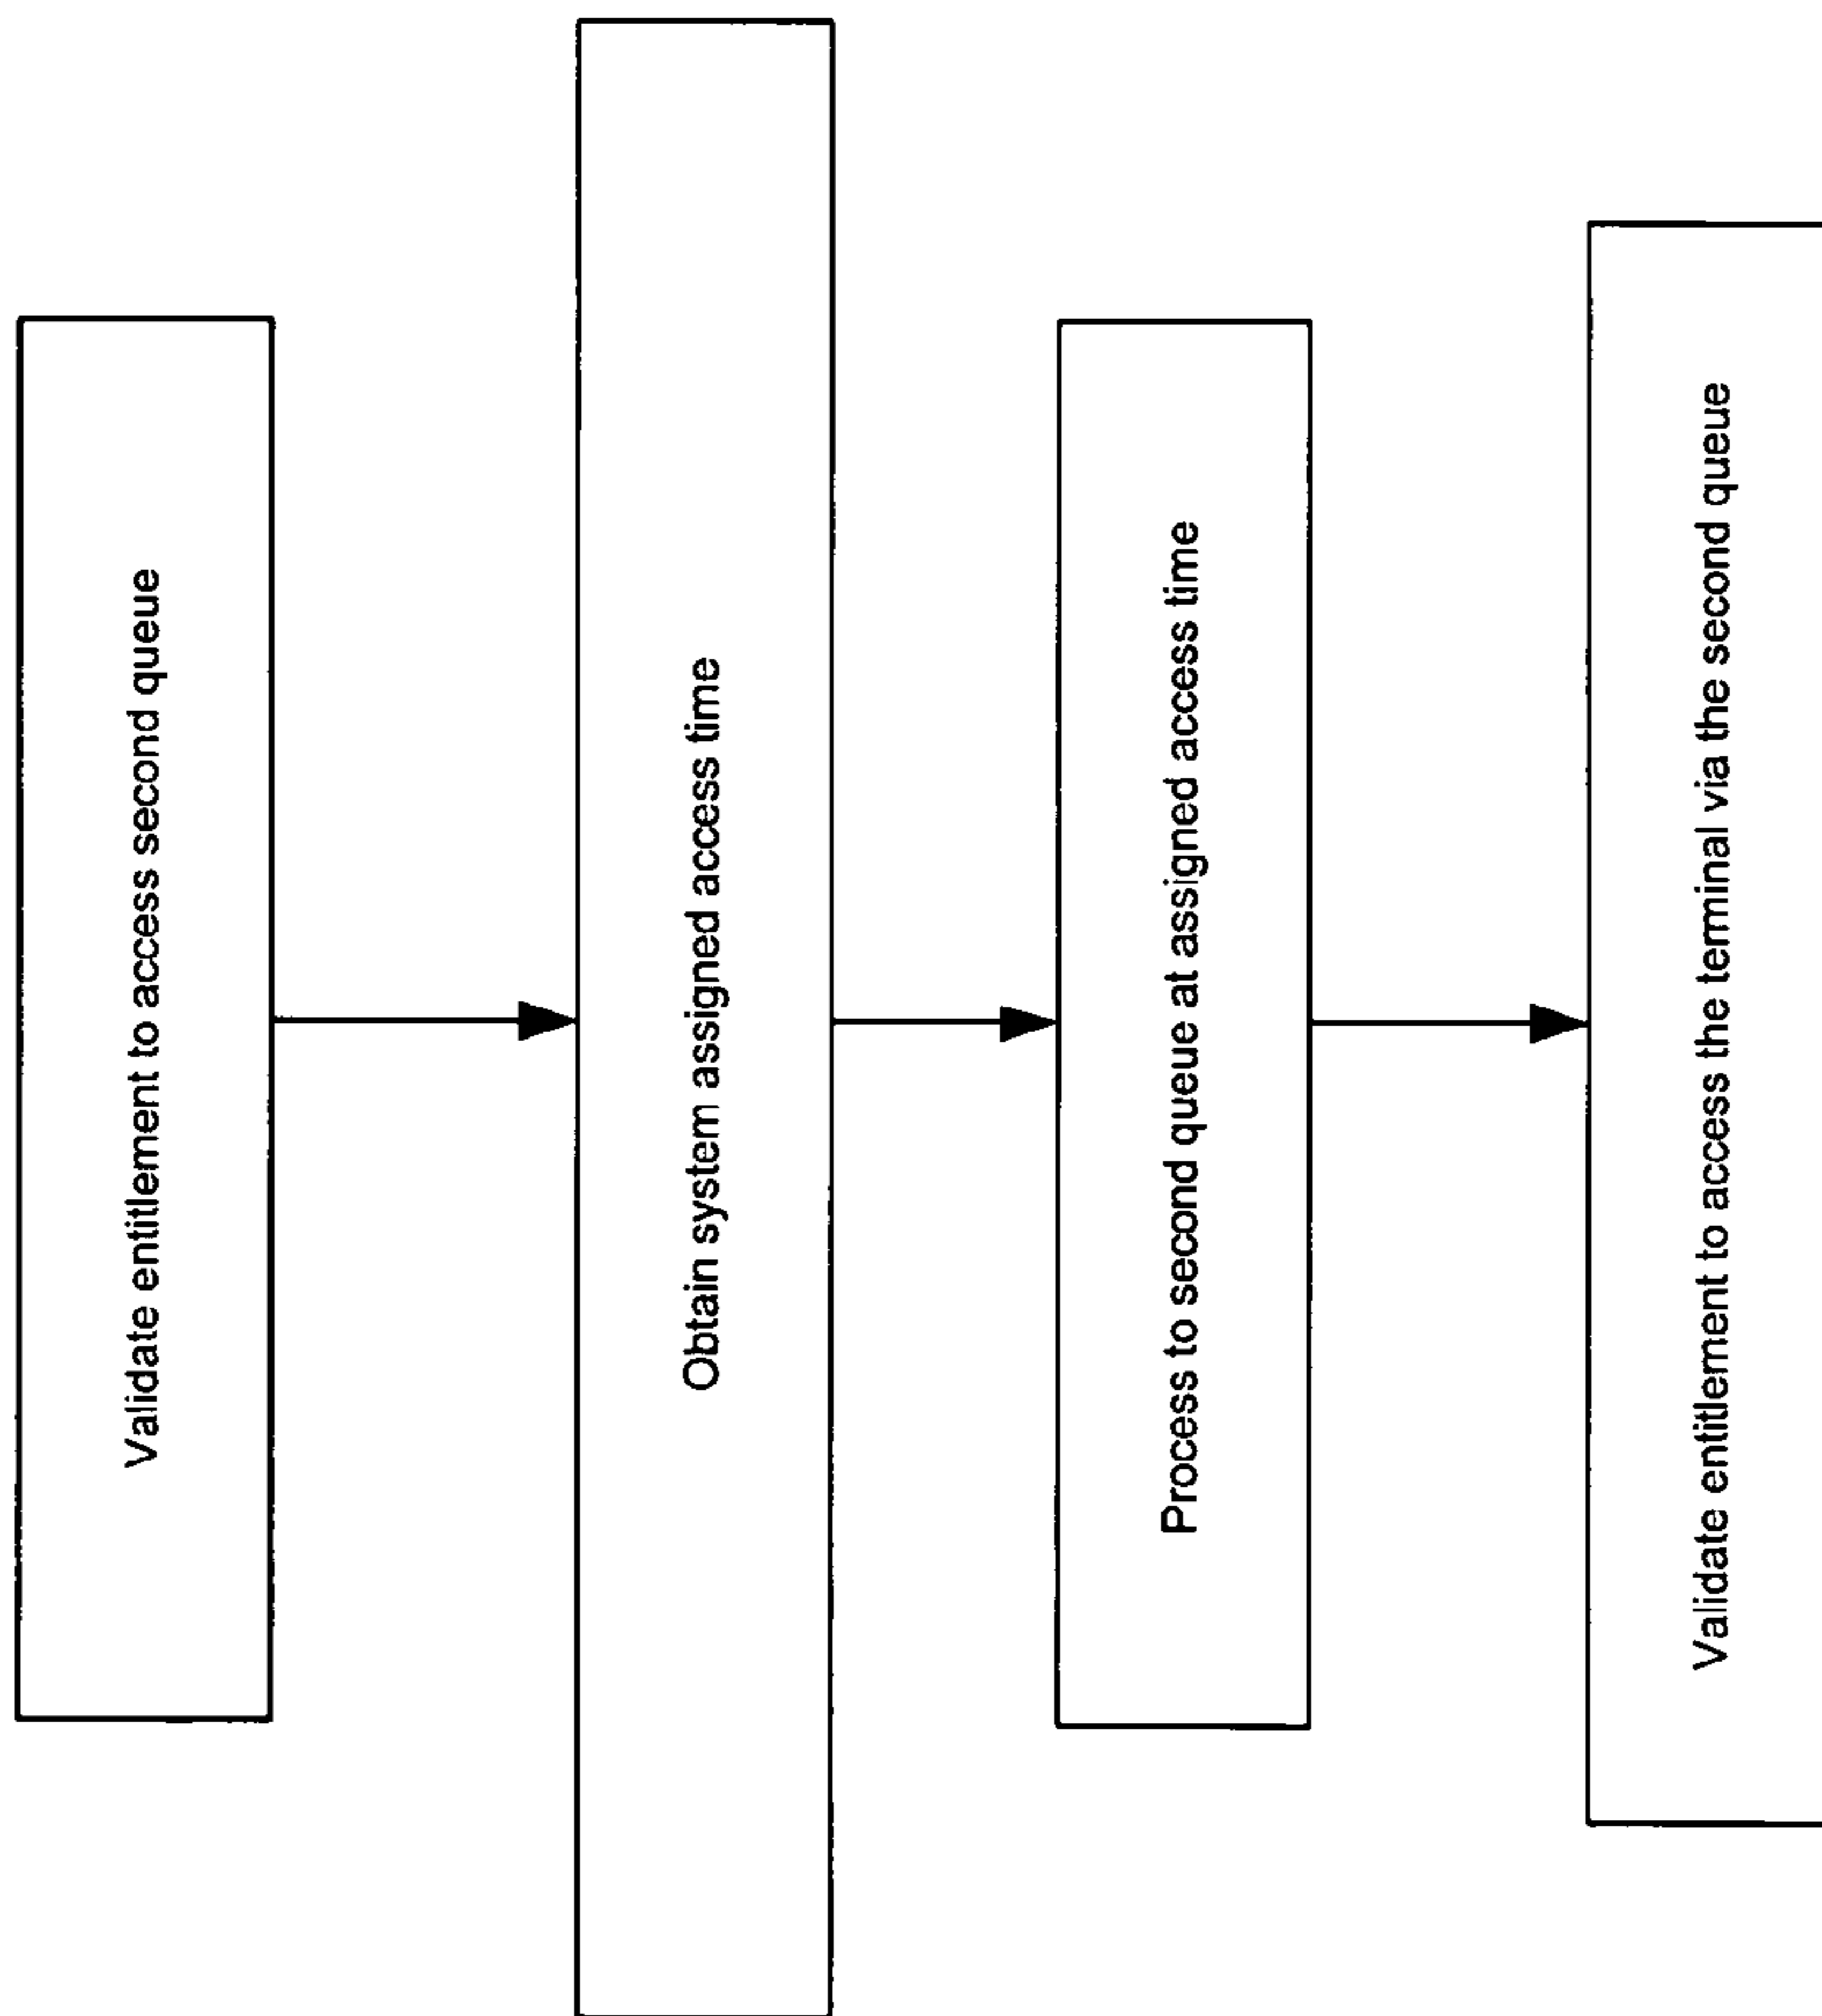 Validate entitlement to access second queue
Obtain system assigned access time
Process to second queue at assigned access time
Validate entitlement to access the terminal via the second queue